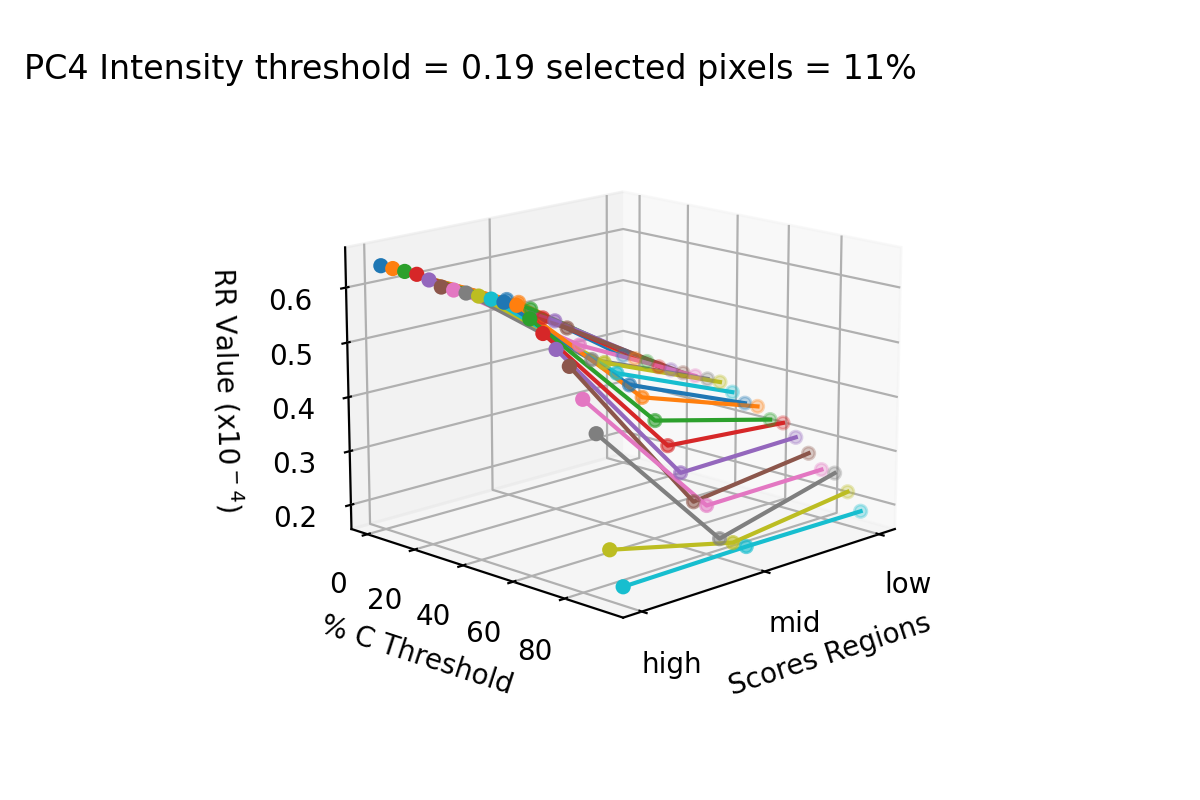 PC4 Intensity threshold = 0.19 selected pixels = 11%
0.6
0.5
0.4
0.3
0.2
RR Value (x10⁻⁴)
0
20
40
60
80
% C Threshold
high
mid
low
Scores Regions